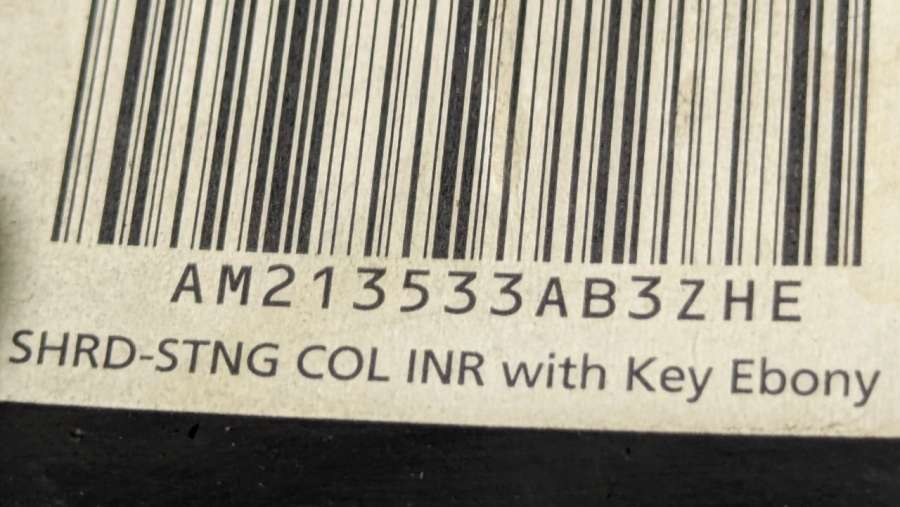 AM213533AB3ZHE
SHRD-STNG COL INR with Key Ebony